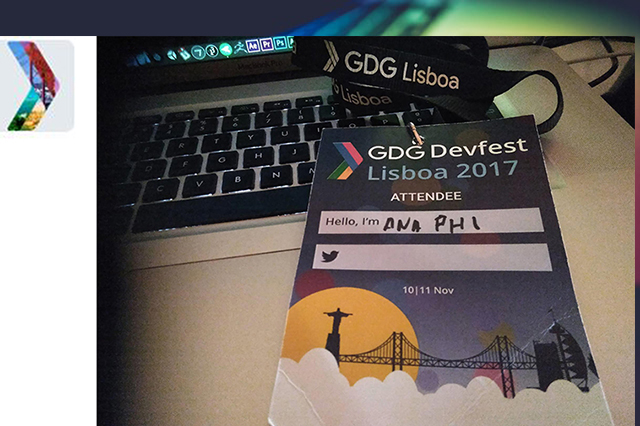 GDG Lisboa
Lisboa
GDG Devfest
Lisboa 2017
ATTENDEE
Hello, I'm ANA PHI
10|11 Nov